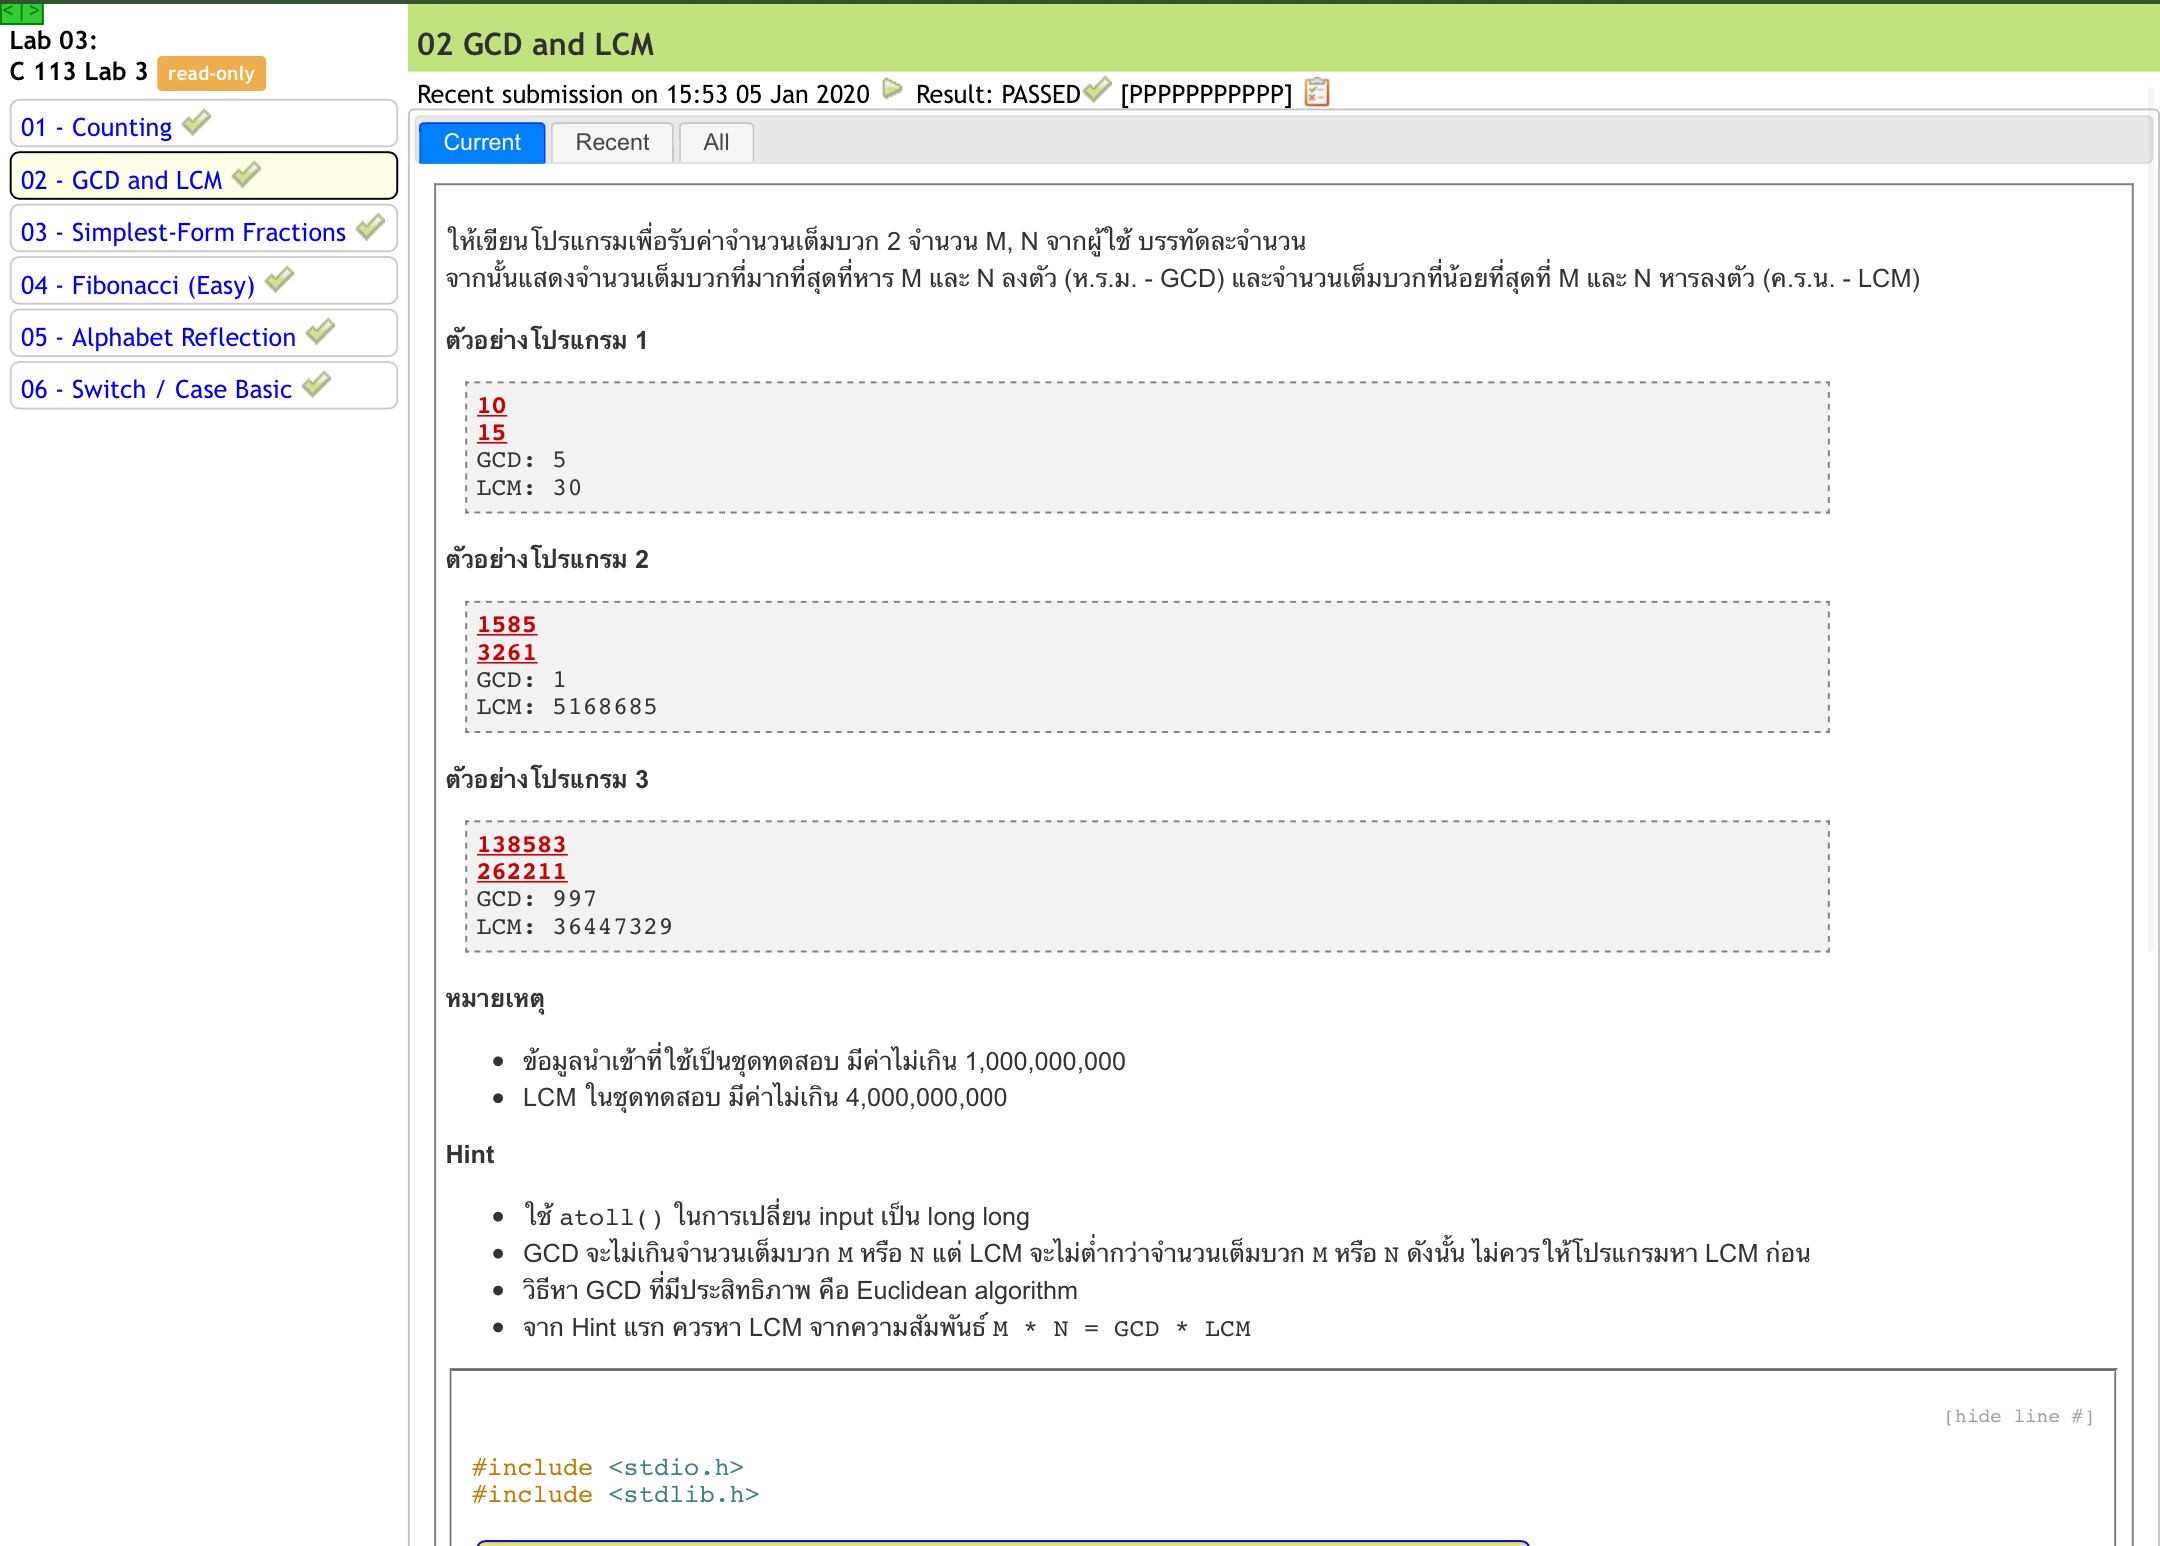 <|>
Lab 03:
C 113 Lab 3 read-only
01 - Counting
02 - GCD and LCM
03 - Simplest-Form Fractions
04 - Fibonacci (Easy)
05 - Alphabet Reflection
06 - Switch / Case Basic
02 GCD and LCM
Recent submission on 15:53 05 Jan 2020 Result: PASSED [PPPPPPPPPPP]
Current Recent All
ให้เขียนโปรแกรมเพื่อรับค่าจำนวนเต็มบวก 2 จำนวน M, N จากผู้ใช้ บรรทัดละจำนวน
จากนั้นแสดงจำนวนเต็มบวกที่มากที่สุดที่หาร M และ N ลงตัว (ห.ร.ม. - GCD) และจำนวนเต็มบวกที่น้อยที่สุดที่ M และ N หารลงตัว (ค.ร.น. - LCM)
ตัวอย่างโปรแกรม 1
10
15
GCD: 5
LCM: 30
ตัวอย่างโปรแกรม 2
1585
3261
GCD: 1
LCM: 5168685
ตัวอย่างโปรแกรม 3
138583
262211
GCD: 997
LCM: 36447329
หมายเหตุ
• ข้อมูลนำเข้าที่ใช้เป็นชุดทดสอบ มีค่าไม่เกิน 1,000,000,000
• LCM ในชุดทดสอบ มีค่าไม่เกิน 4,000,000,000
Hint
• ใช้ atoll() ในการเปลี่ยน input เป็น long long
• GCD จะไม่เกินจำนวนเต็มบวก M หรือ N แต่ LCM จะไม่ต่ำกว่าจำนวนเต็มบวก M หรือ N ดังนั้น ไม่ควรให้โปรแกรมหา LCM ก่อน
• วิธีหา GCD ที่มีประสิทธิภาพ คือ Euclidean algorithm
• จาก Hint แรก ควรหา LCM จากความสัมพันธ์ M * N = GCD * LCM
[hide line #]
#include <stdio.h>
#include <stdlib.h>